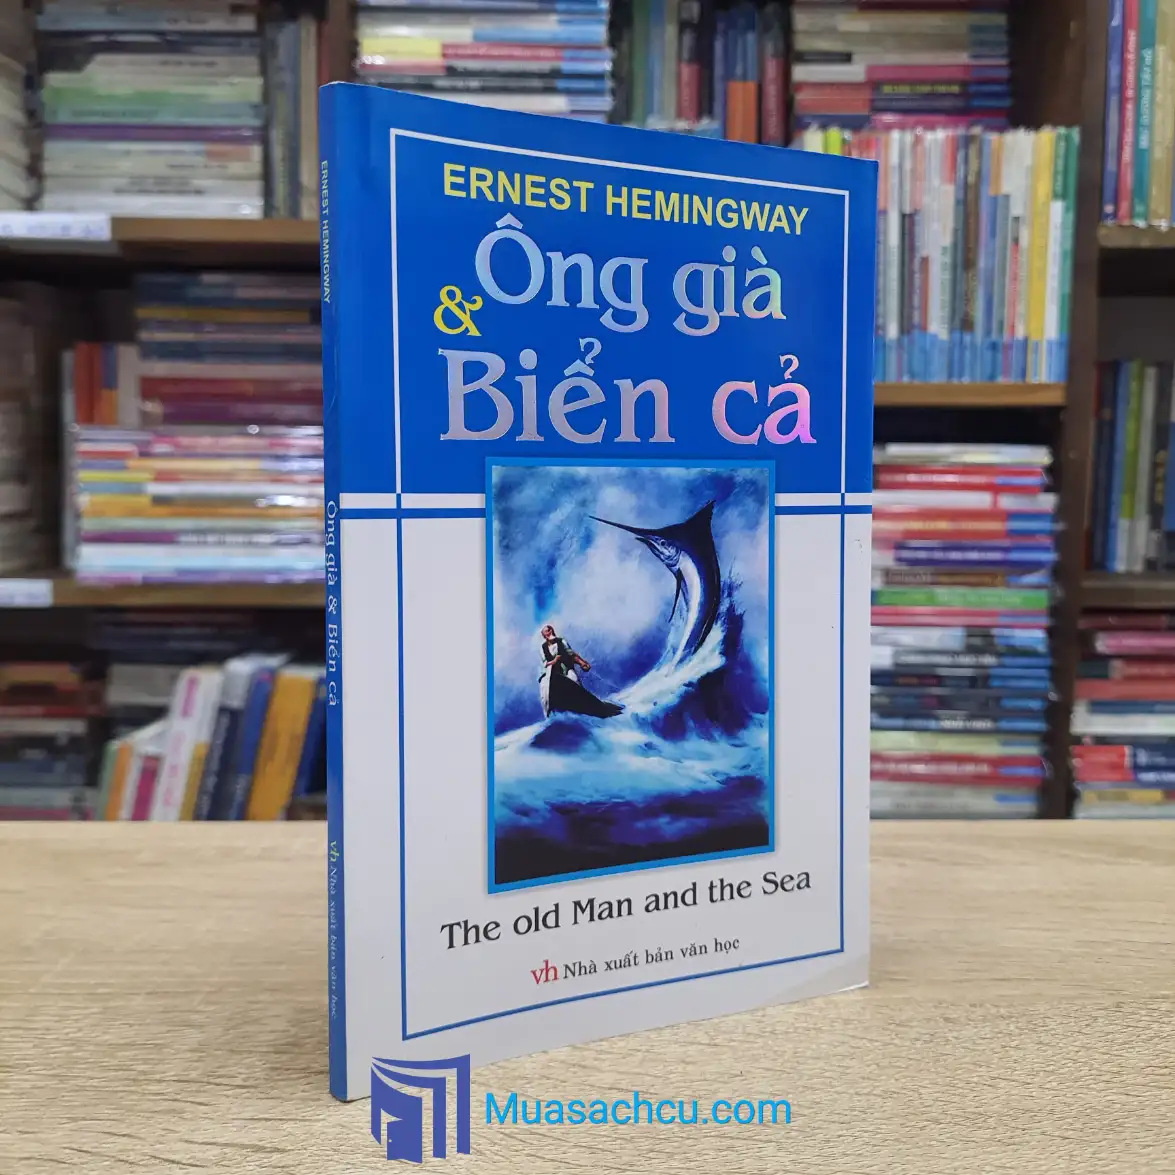 ERNEST HEMINGWAY
Ông già
& Biển cả
The old Man and the Sea
vh Nhà xuất bản văn học
ERNEST HEMINGWAY
Ông già & Biển cả
vh Nhà xuất bản văn học
Muasachcu.com